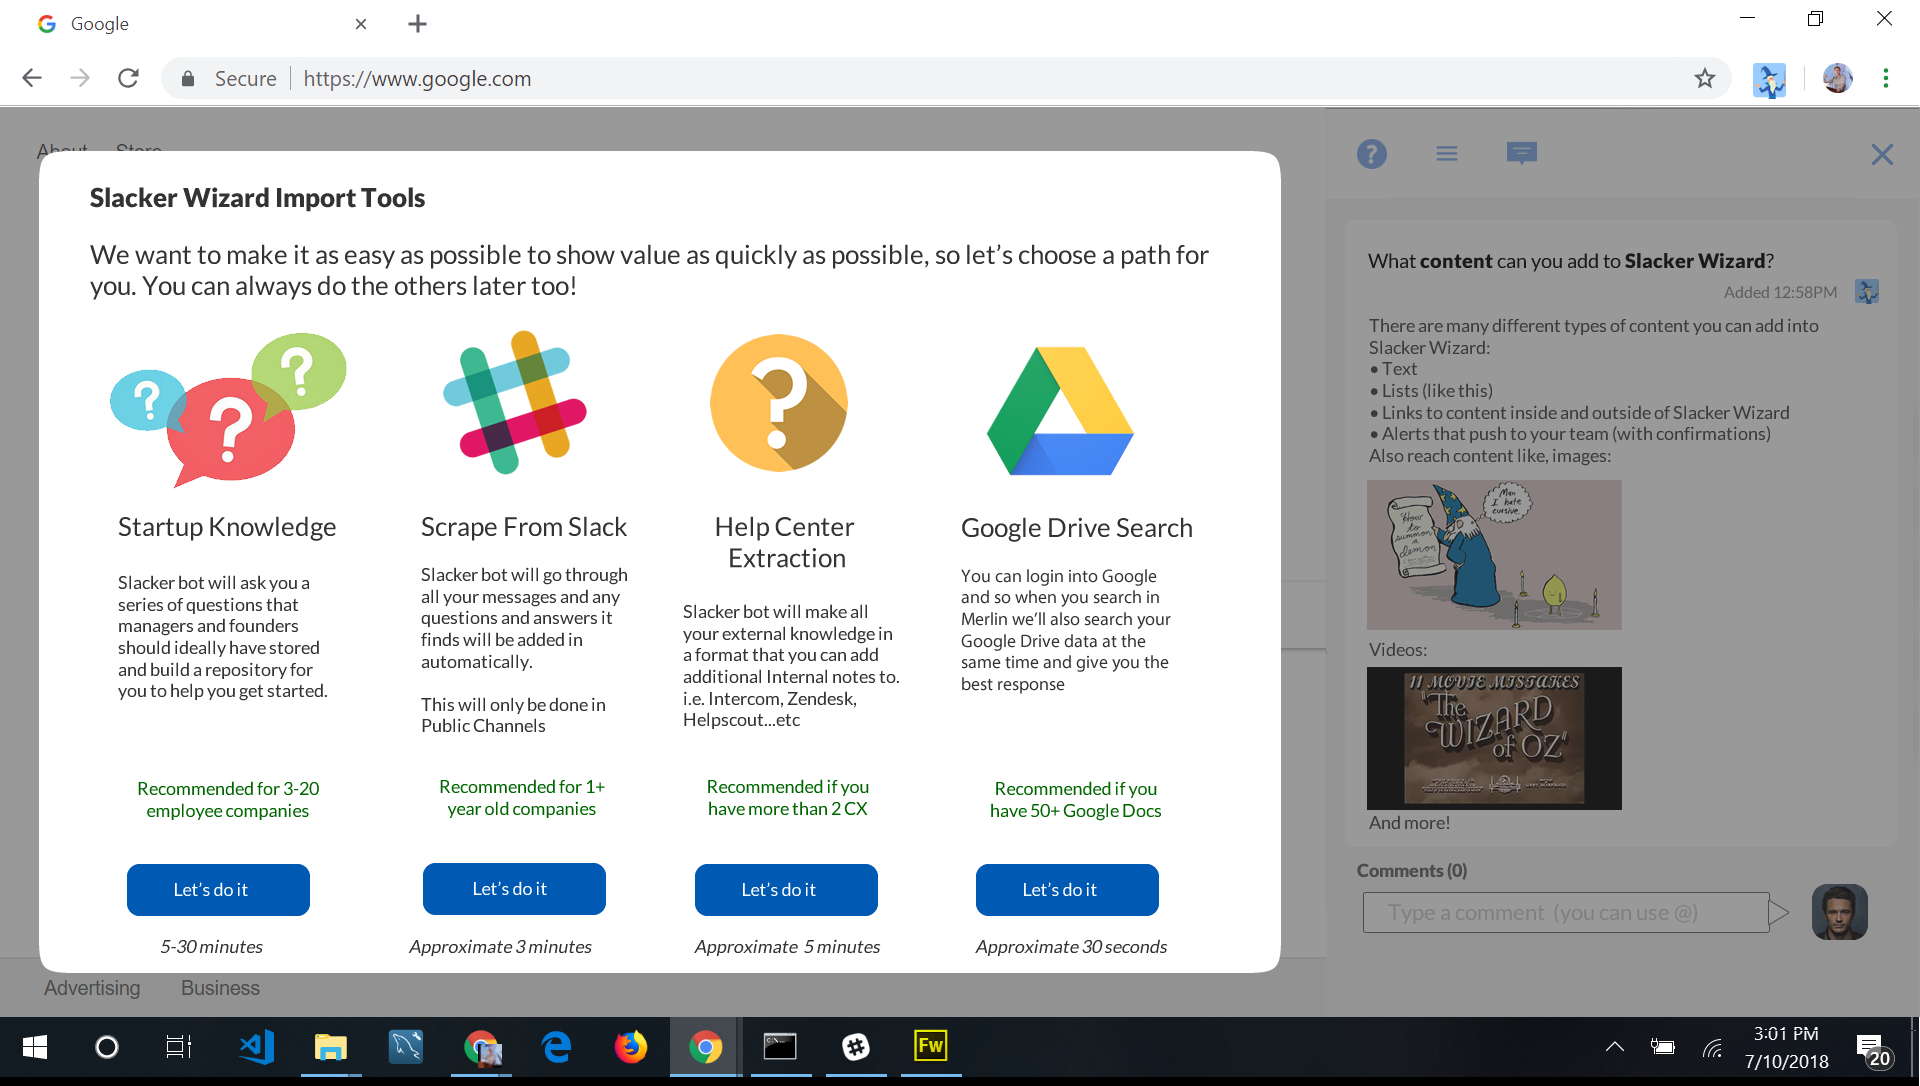 Google
Secure
https://www.google.com
About Store
Slacker Wizard Import Tools
We want to make it as easy as possible to show value as quickly as possible, so let's choose a path for
you. You can always do the others later too!
Startup Knowledge
Slacker bot will ask you a
series of questions that
managers and founders
should ideally have stored
and build a repository for
you to help you get started.
Recommended for 3-20
employee companies
Let's do it
5-30 minutes
Scrape From Slack
Slacker bot will go through
all your messages and any
questions and answers it
finds will be added in
automatically.
This will only be done in
Public Channels
Recommended for 1+
year old companies
Let's do it
Approximate 3 minutes
Help Center
Extraction
Slacker bot will make all
your external knowledge in
a format that you can add
additional Internal notes to.
i.e. Intercom, Zendesk,
Helpscout...etc
Recommended if you
have more than 2 CX
Let's do it
Approximate 5 minutes
Google Drive Search
You can login into Google
and so when you search in
Merlin we'll also search your
Google Drive data at the
same time and give you the
best response
Recommended if you
have 50+ Google Docs
Let's do it
Approximate 30 seconds
What content can you add to Slacker Wizard?
Added 12:58PM
There are many different types of content you can add into
Slacker Wizard:
• Text
• Lists (like this)
• Links to content inside and outside of Slacker Wizard
• Alerts that push to your team (with confirmations)
Also reach content like, images:
How
to
summon
a
demon
Man
I hate
cursive.
Videos:
11 MOVIE MISTAKES
"The
WIZARD
of OZ"
And more!
Comments (0)
Type a comment (you can use @)
Advertising Business
Fw
3:01 PM
7/10/2018
20